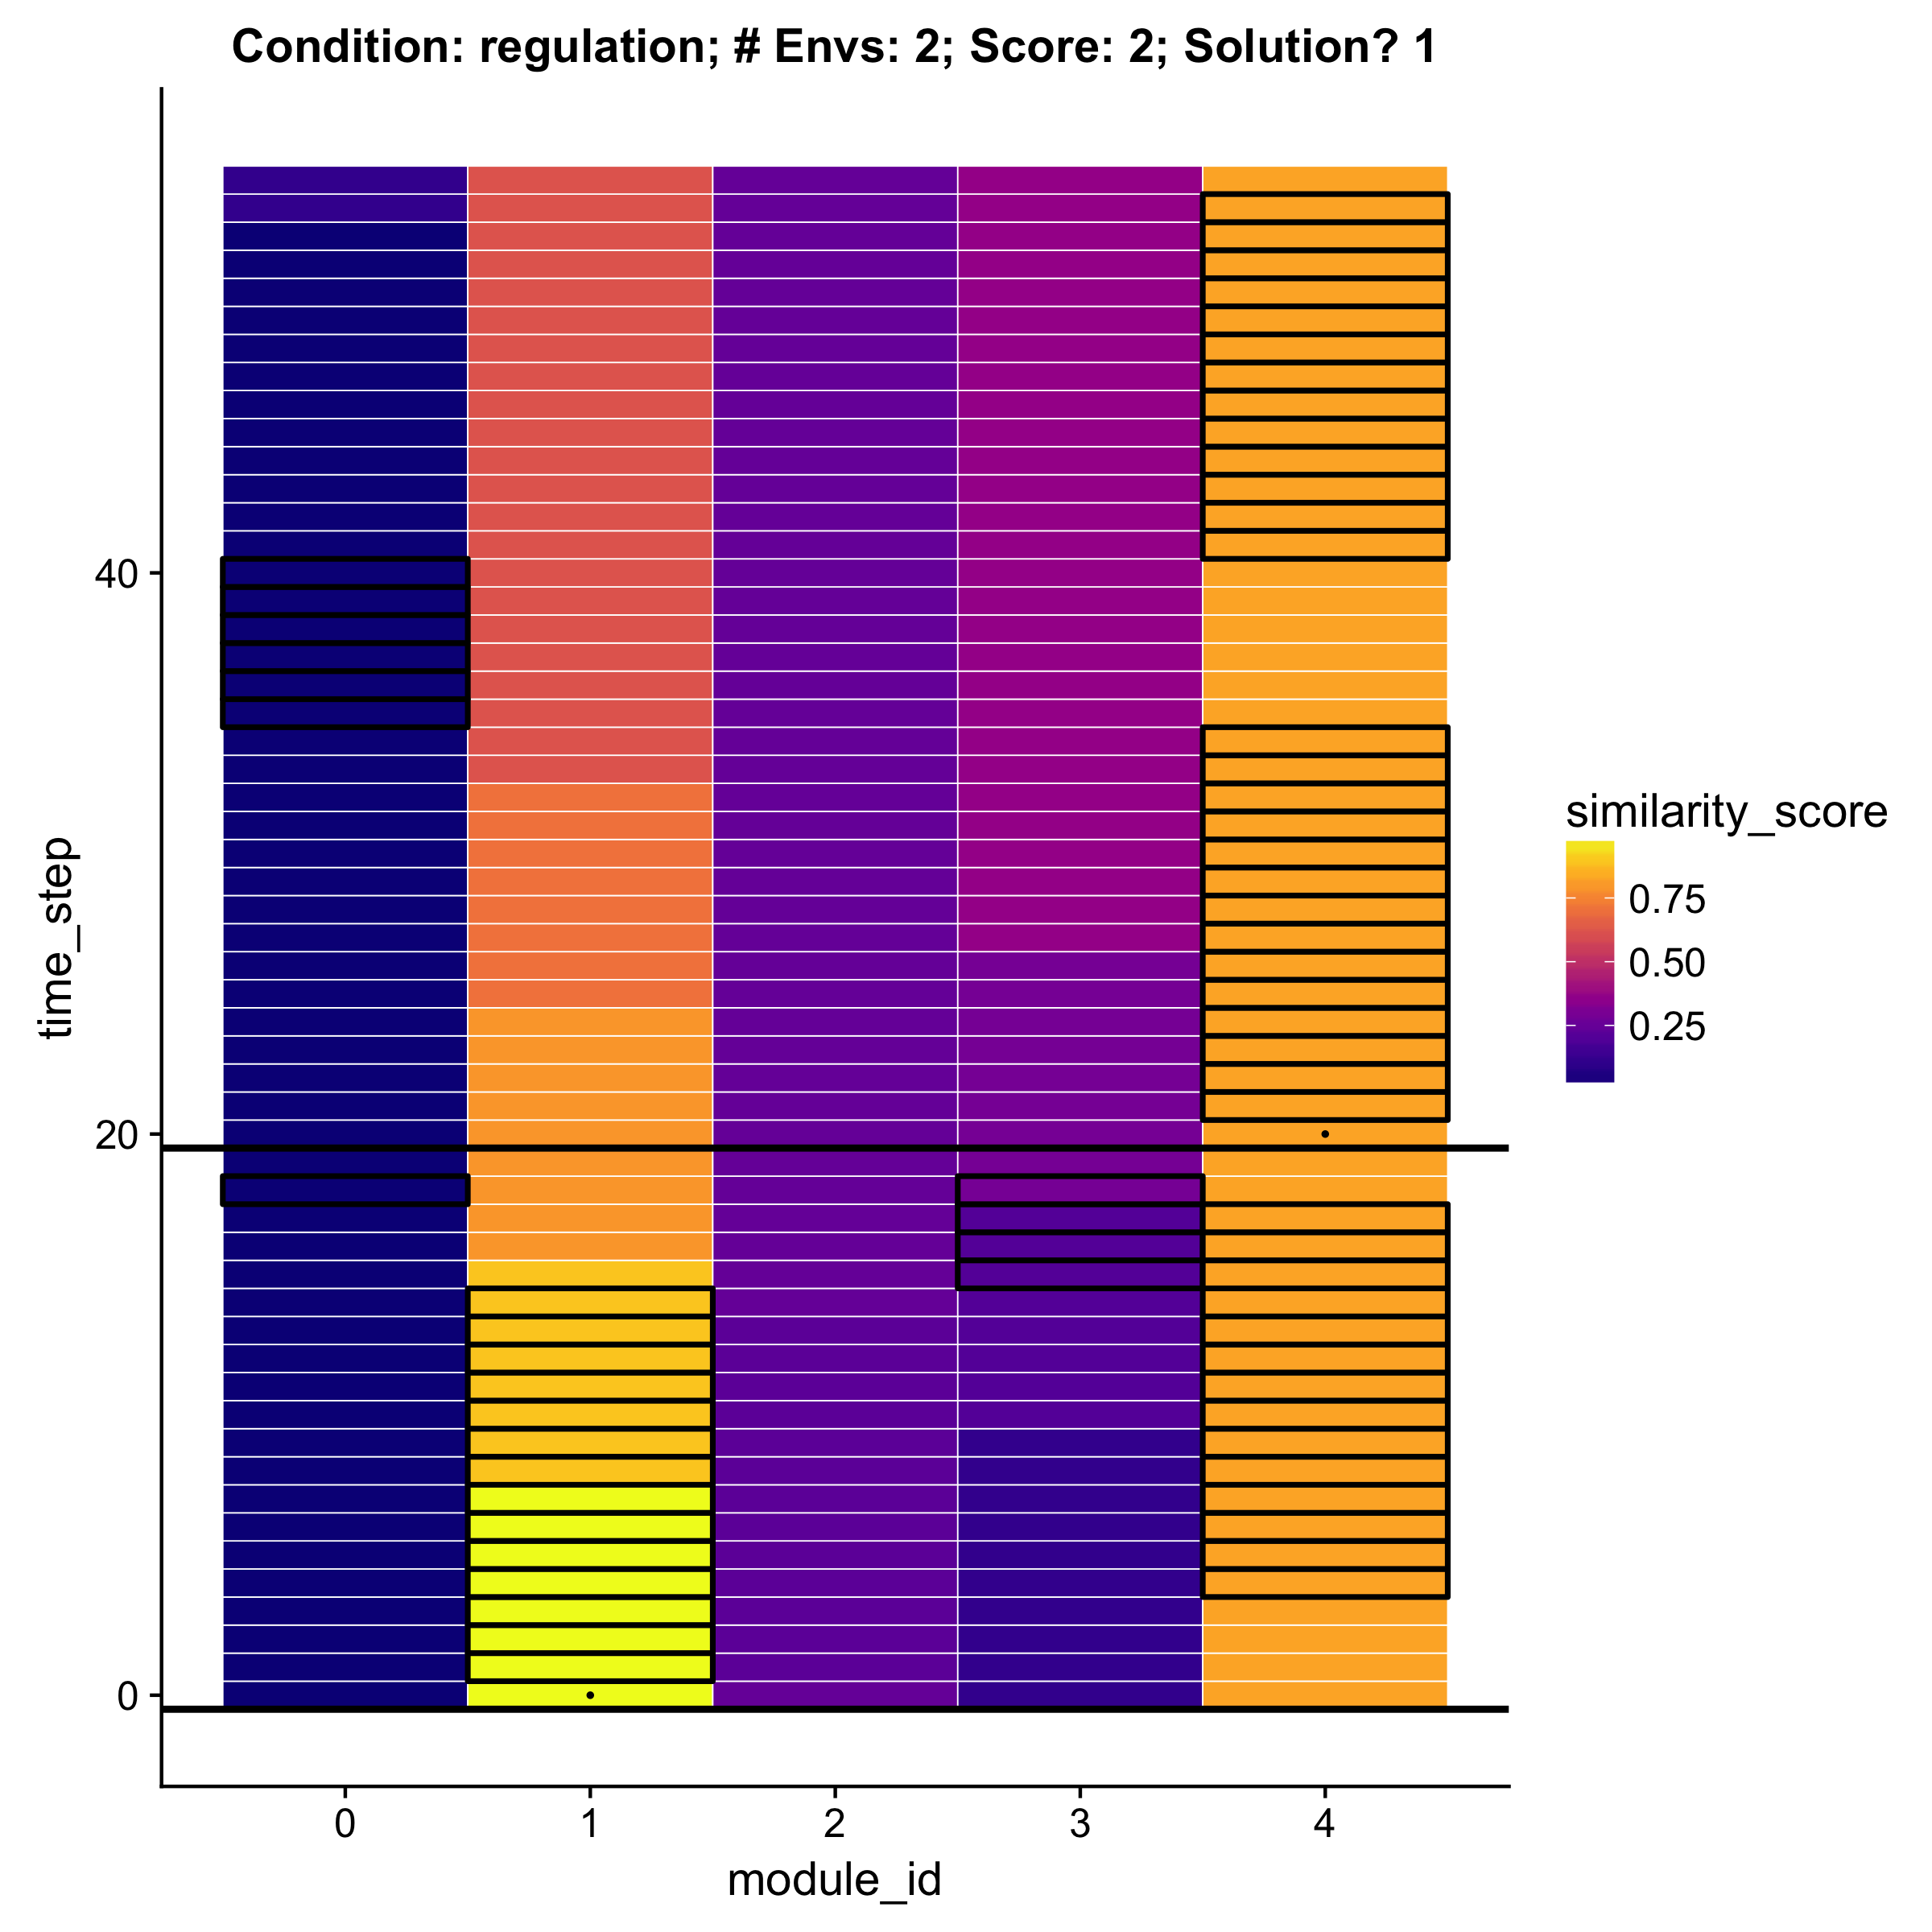 Condition: regulation; # Envs: 2; Score: 2; Solution? 1
time_step
40
20
0
0 1 2 3 4
module_id
similarity_score
0.75
0.50
0.25